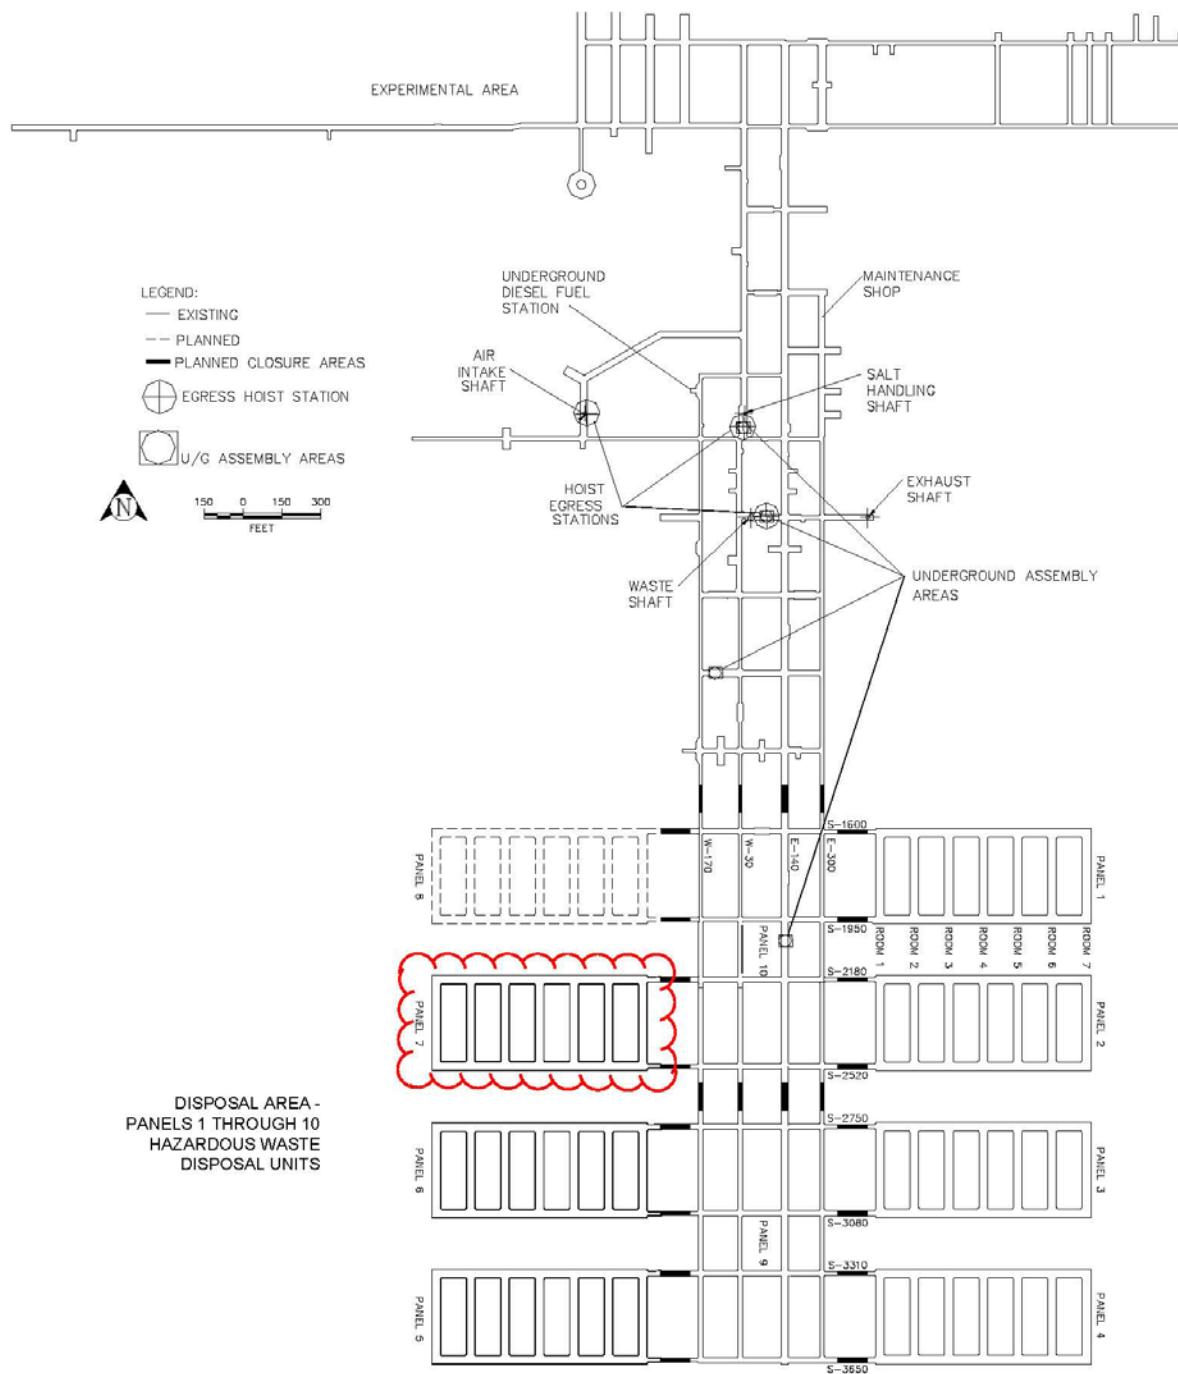 EXPERIMENTAL AREA
UNDERGROUND
DIESEL FUEL
STATION
MAINTENANCE
SHOP
LEGEND:
EXISTING
PLANNED
PLANNED CLOSURE AREAS
EGRESS HOIST STATION
U/G ASSEMBLY AREAS
AIR
INTAKE
SHAFT
SALT
HANDLING
SHAFT
N
150 0 150 300
FEET
HOIST
EGRESS
STATIONS
EXHAUST
SHAFT
WASTE
SHAFT
UNDERGROUND ASSEMBLY
AREAS
S-1600
W-170
W-30
E-140
E-300
PANEL 8
PANEL 1
S-1950
PANEL 10
ROOM 1
ROOM 2
ROOM 3
ROOM 4
ROOM 5
ROOM 6
ROOM 7
S-2180
PANEL 7
PANEL 2
S-2520
DISPOSAL AREA -
PANELS 1 THROUGH 10
HAZARDOUS WASTE
DISPOSAL UNITS
S-2750
PANEL 6
PANEL 3
S-3080
PANEL 9
S-3310
PANEL 5
PANEL 4
S-3650